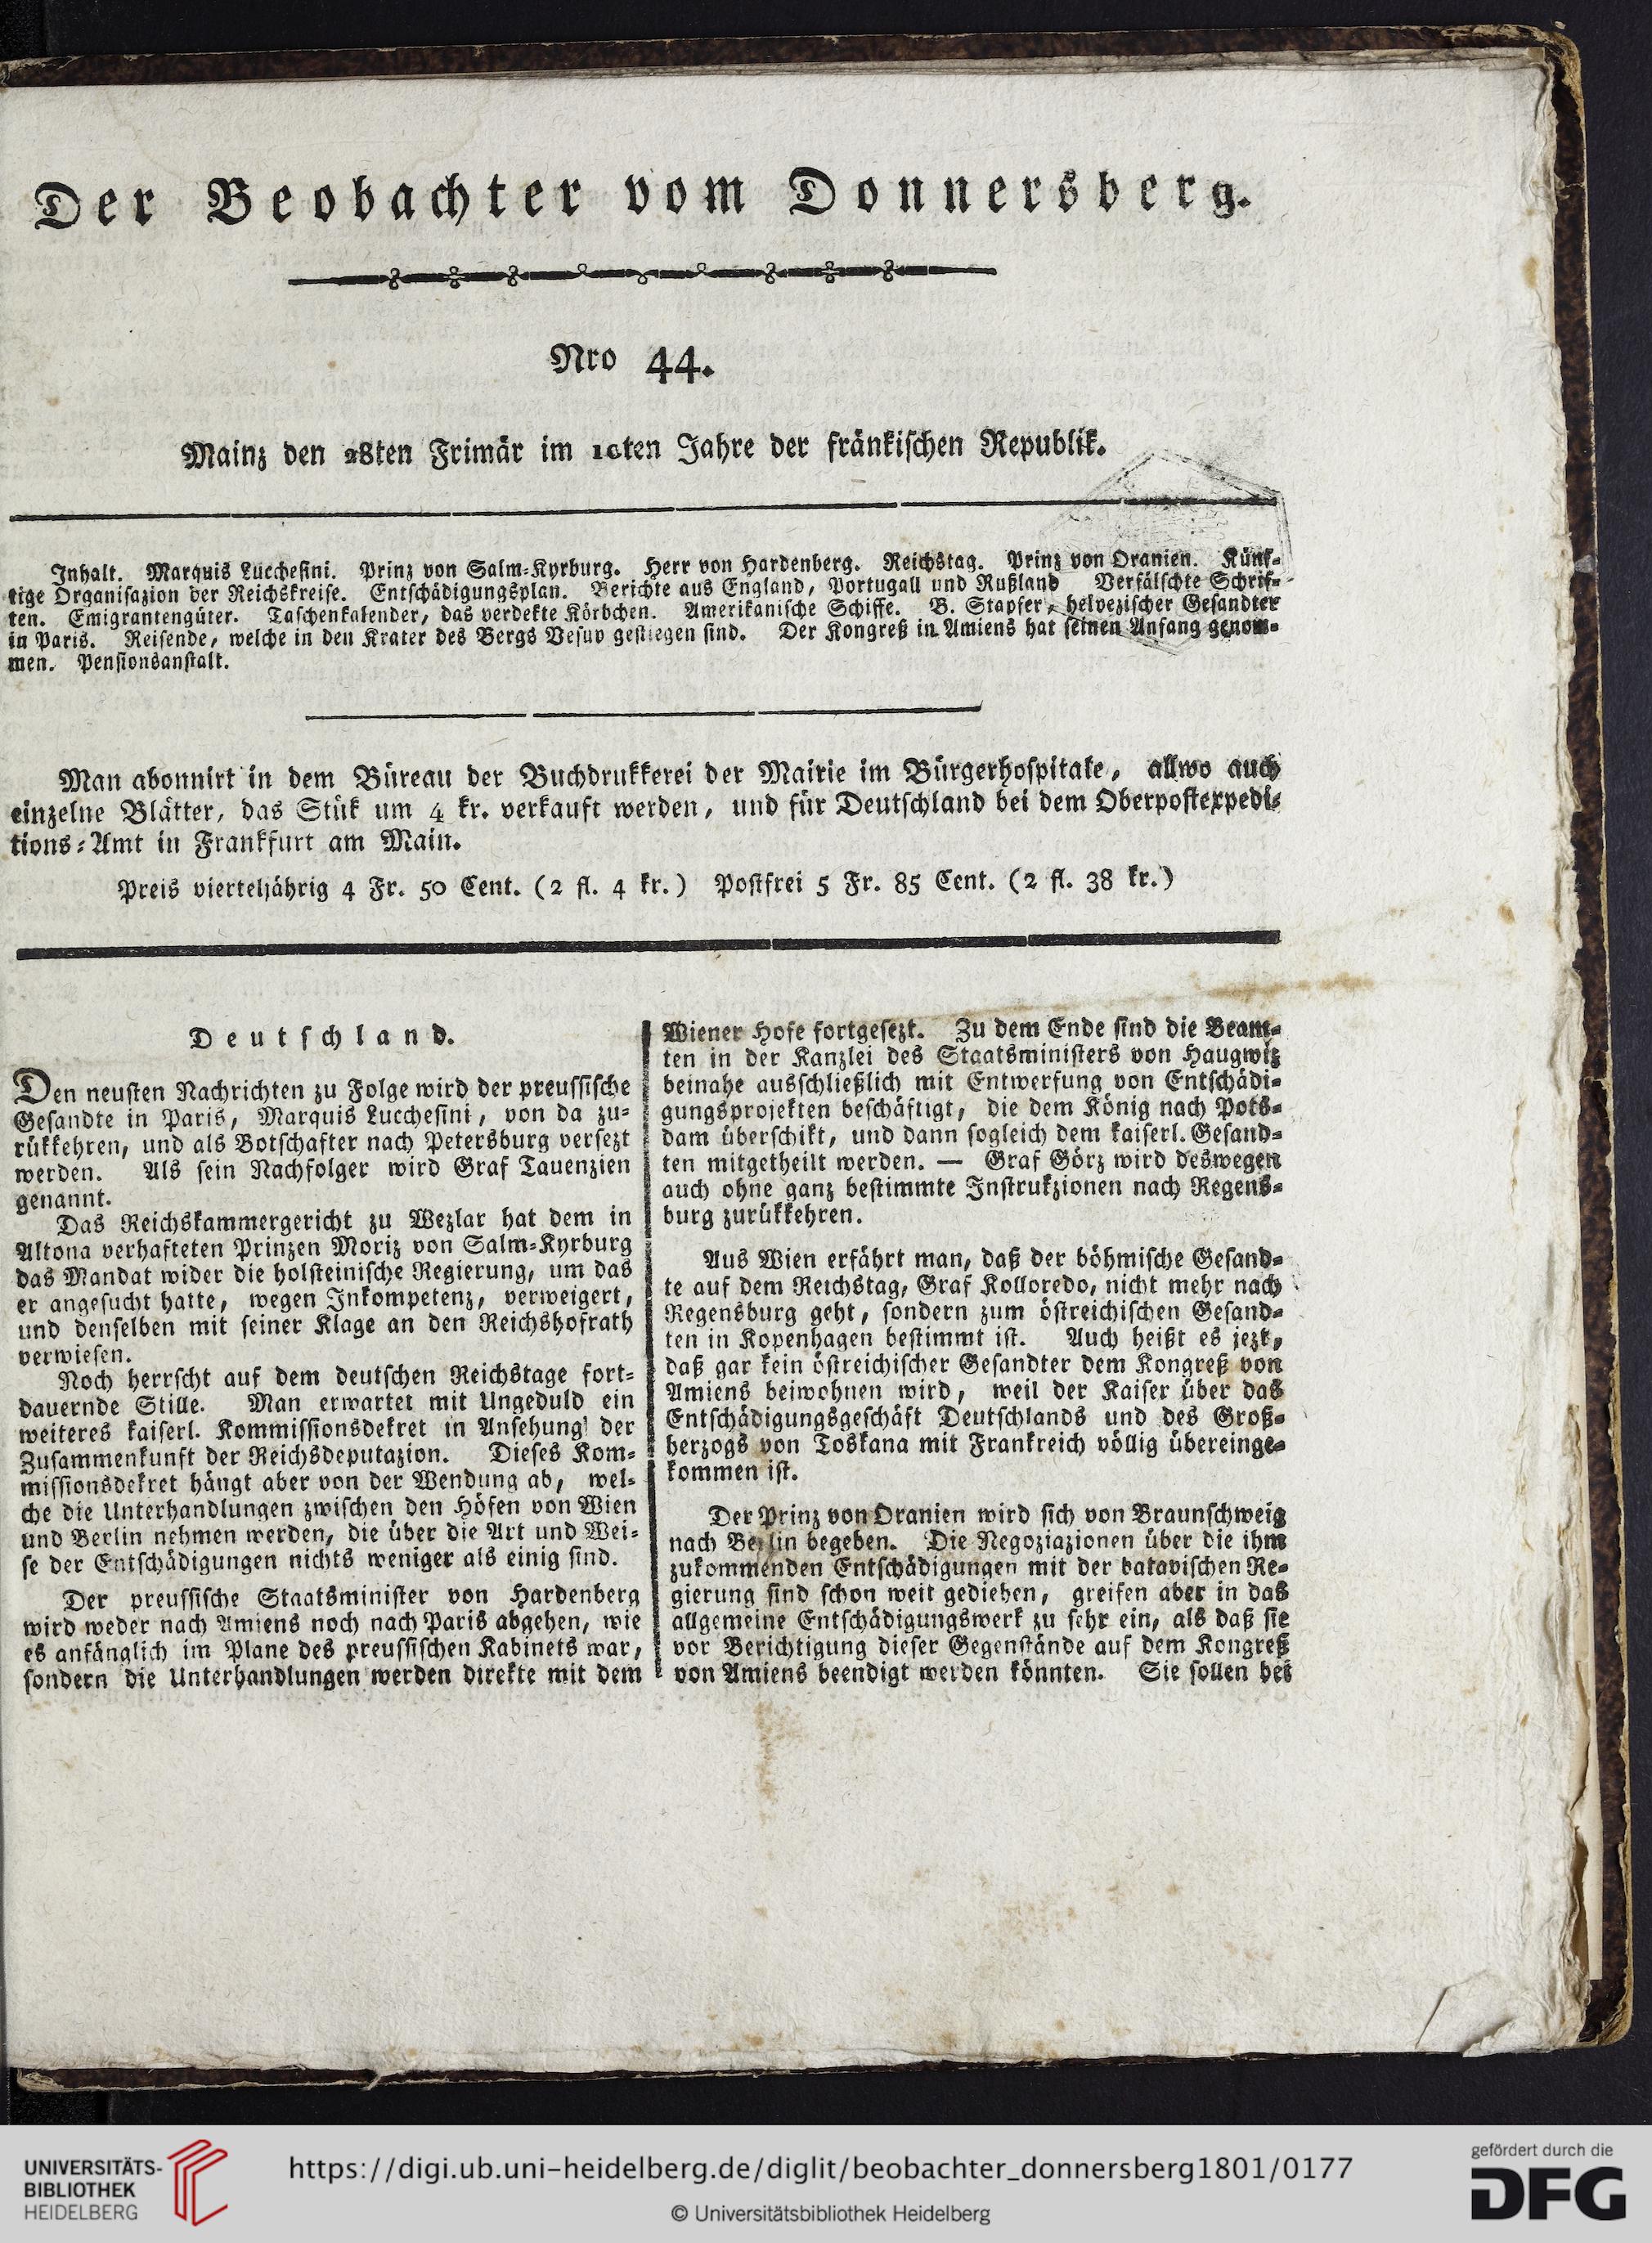 Der Beobachter vom Donnersberg.
Nro 44.
Mainz den 28ten Frimär im 10ten Jahre der fränkischen Republik.
Inhalt. Marquis Lucchesini. Prinz von Salm-Kyrburg. Herr von Hardenberg. Reichstag. Prinz von Oranien. Künf-
tige Organisazion der Reichskreise. Entschädigungsplan. Berichte aus England, Portugall und Rußland Verfälschte Schrif-
ten. Emigrantengüter. Taschenkalender, das verdekte Körbchen. Amerikanische Schiffe. B. Stapfer, helvezischer Gesandter
in Paris. Reisende, welche in den Krater des Bergs Vesuv gestiegen sind. Der Kongreß in Amiens hat seinen Anfang genom-
men. Pensionsanstalt.
Man abonnirt in dem Büreau der Buchdrukkerei der Mairie im Bürgerhospitale, allwo auch
einzelne Blätter, das Stük um 4 kr. verkauft werden, und für Deutschland bei dem Oberpostexpedi-
tions-Amt in Frankfurt am Main.
Preis vierteljährig 4 Fr. 50 Cent. (2 fl. 4 kr.) Postfrei 5 Fr. 85 Cent. (2 fl. 38 kr.)
Deutschland.
Den neusten Nachrichten zu Folge wird der preussische
Gesandte in Paris, Marquis Lucchesini, von da zu-
rükkehren, und als Botschafter nach Petersburg versezt
werden. Als sein Nachfolger wird Graf Tauenzien
genannt.
Das Reichskammergericht zu Wezlar hat dem in
Altona verhafteten Prinzen Moriz von Salm-Kyrburg
das Mandat wider die holsteinische Regierung, um das
er angesucht hatte, wegen Inkompetenz, verweigert,
und denselben mit seiner Klage an den Reichshofrath
verwiesen.
Noch herrscht auf dem deutschen Reichstage fort-
dauernde Stille. Man erwartet mit Ungeduld ein
weiteres kaiserl. Kommissionsdekret in Ansehung der
Zusammenkunft der Reichsdeputazion. Dieses Kom-
missionsdekret hängt aber von der Wendung ab, wel-
che die Unterhandlungen zwischen den Höfen von Wien
und Berlin nehmen werden, die über die Art und Wei-
se der Entschädigungen nichts weniger als einig sind.
Der preussische Staatsminister von Hardenberg
wird weder nach Amiens noch nach Paris abgehen, wie
es anfänglich im Plane des preussischen Kabinets war,
sondern die Unterhandlungen werden direkte mit dem
Wiener Hofe fortgesezt. Zu dem Ende sind die Beam-
ten in der Kanzlei des Staatsministers von Haugwiz
beinahe ausschließlich mit Entwerfung von Entschädi-
gungsprojekten beschäftigt, die dem König nach Pots-
dam überschikt, und dann sogleich dem kaiserl. Gesand-
ten mitgetheilt werden. — Graf Görz wird deswegen
auch ohne ganz bestimmte Instrukzionen nach Regens-
burg zurükkehren.
Aus Wien erfährt man, daß der böhmische Gesand-
te auf dem Reichstag, Graf Kolloredo, nicht mehr nach
Regensburg geht, sondern zum östreichischen Gesand-
ten in Kopenhagen bestimmt ist. Auch heißt es jezt,
daß gar kein östreichischer Gesandter dem Kongreß von
Amiens beiwohnen wird, weil der Kaiser über das
Entschädigungsgeschäft Deutschlands und des Groß-
herzogs von Toskana mit Frankreich völlig übereinge-
kommen ist.
Der Prinz von Oranien wird sich von Braunschweig
nach Berlin begeben. Die Negoziazionen über die ihm
zukommenden Entschädigungen mit der batavischen Re-
gierung sind schon weit gediehen, greifen aber in das
allgemeine Entschädigungswerk zu sehr ein, als daß sie
vor Berichtigung dieser Gegenstände auf dem Kongreß
von Amiens beendigt werden könnten. Sie sollen bei
UNIVERSITÄTS-
BIBLIOTHEK
HEIDELBERG
https://digi.ub.uni-heidelberg.de/diglit/beobachter_donnersberg1801/0177
© Universitätsbibliothek Heidelberg
gefördert durch die
DFG